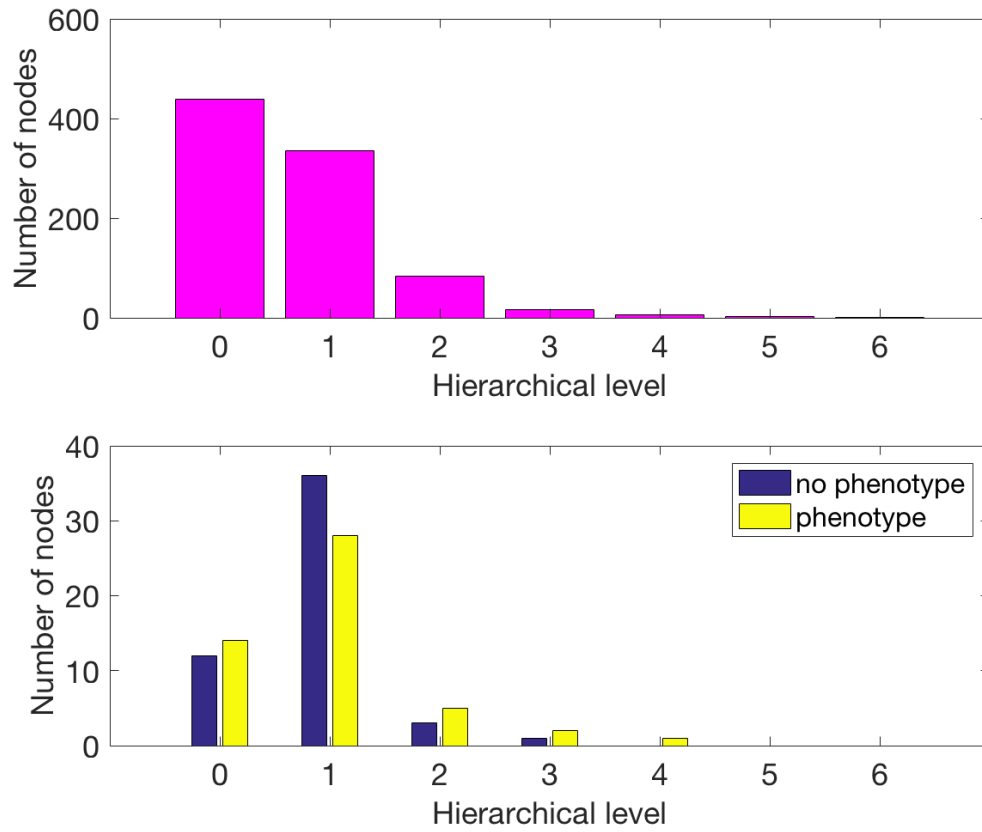 600
400
200
0
Number of nodes
0 1 2 3 4 5 6
Hierarchical level
40
30
20
10
0
Number of nodes
no phenotype
phenotype
0 1 2 3 4 5 6
Hierarchical level